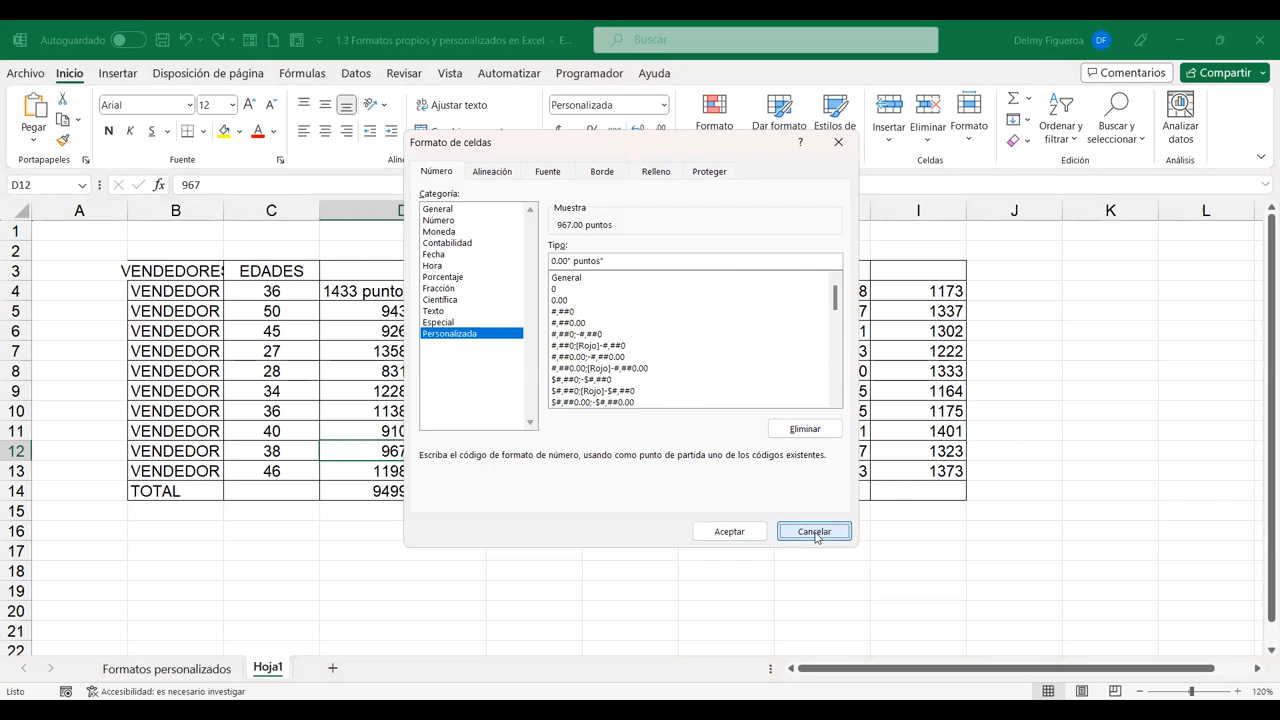 Autoguardado
1.3 Formatos propios y personalizados en Excel - E...
Buscar
Delmy Figueroa DF
Archivo Inicio Insertar Disposición de página Fórmulas Datos Revisar Vista Automatizar Programador Ayuda
Comentarios Compartir
Pegar
Arial 12
N K S
Ajustar texto
Personalizada
Formato Dar formato Estilos de
Insertar Eliminar Formato
Ordenar y filtrar
Buscar y seleccionar
Analizar datos
Portapapeles Fuente Celdas Edición Análisis
D12 fx 967
A B C D I J K L
1
2
3 VENDEDORES EDADES
4 VENDEDOR 36 1433 punto 8 1173
5 VENDEDOR 50 943 7 1337
6 VENDEDOR 45 926 1 1302
7 VENDEDOR 27 1358 3 1222
8 VENDEDOR 28 831 0 1333
9 VENDEDOR 34 1228 5 1164
10 VENDEDOR 36 1138 5 1175
11 VENDEDOR 40 910 1 1401
12 VENDEDOR 38 967 7 1323
13 VENDEDOR 46 1198 3 1373
14 TOTAL 9499
15
16
17
18
19
20
21
22
Formato de celdas ?
Número Alineación Fuente Borde Relleno Proteger
Categoría:
General
Número
Moneda
Contabilidad
Fecha
Hora
Porcentaje
Fracción
Científica
Texto
Especial
Personalizada
Muestra
967.00 puntos
Tipo:
0.00" puntos"
General
0
0.00
#,##0
#,##0.00
#,##0;-#,##0
#,##0;[Rojo]-#,##0
#,##0.00;-#,##0.00
#,##0.00;[Rojo]-#,##0.00
$#,##0;-$#,##0
$#,##0;[Rojo]-$#,##0
$#,##0.00;-$#,##0.00
Eliminar
Escriba el código de formato de número, usando como punto de partida uno de los códigos existentes.
Aceptar Cancelar
Formatos personalizados Hoja1
Listo Accesibilidad: es necesario investigar 120%